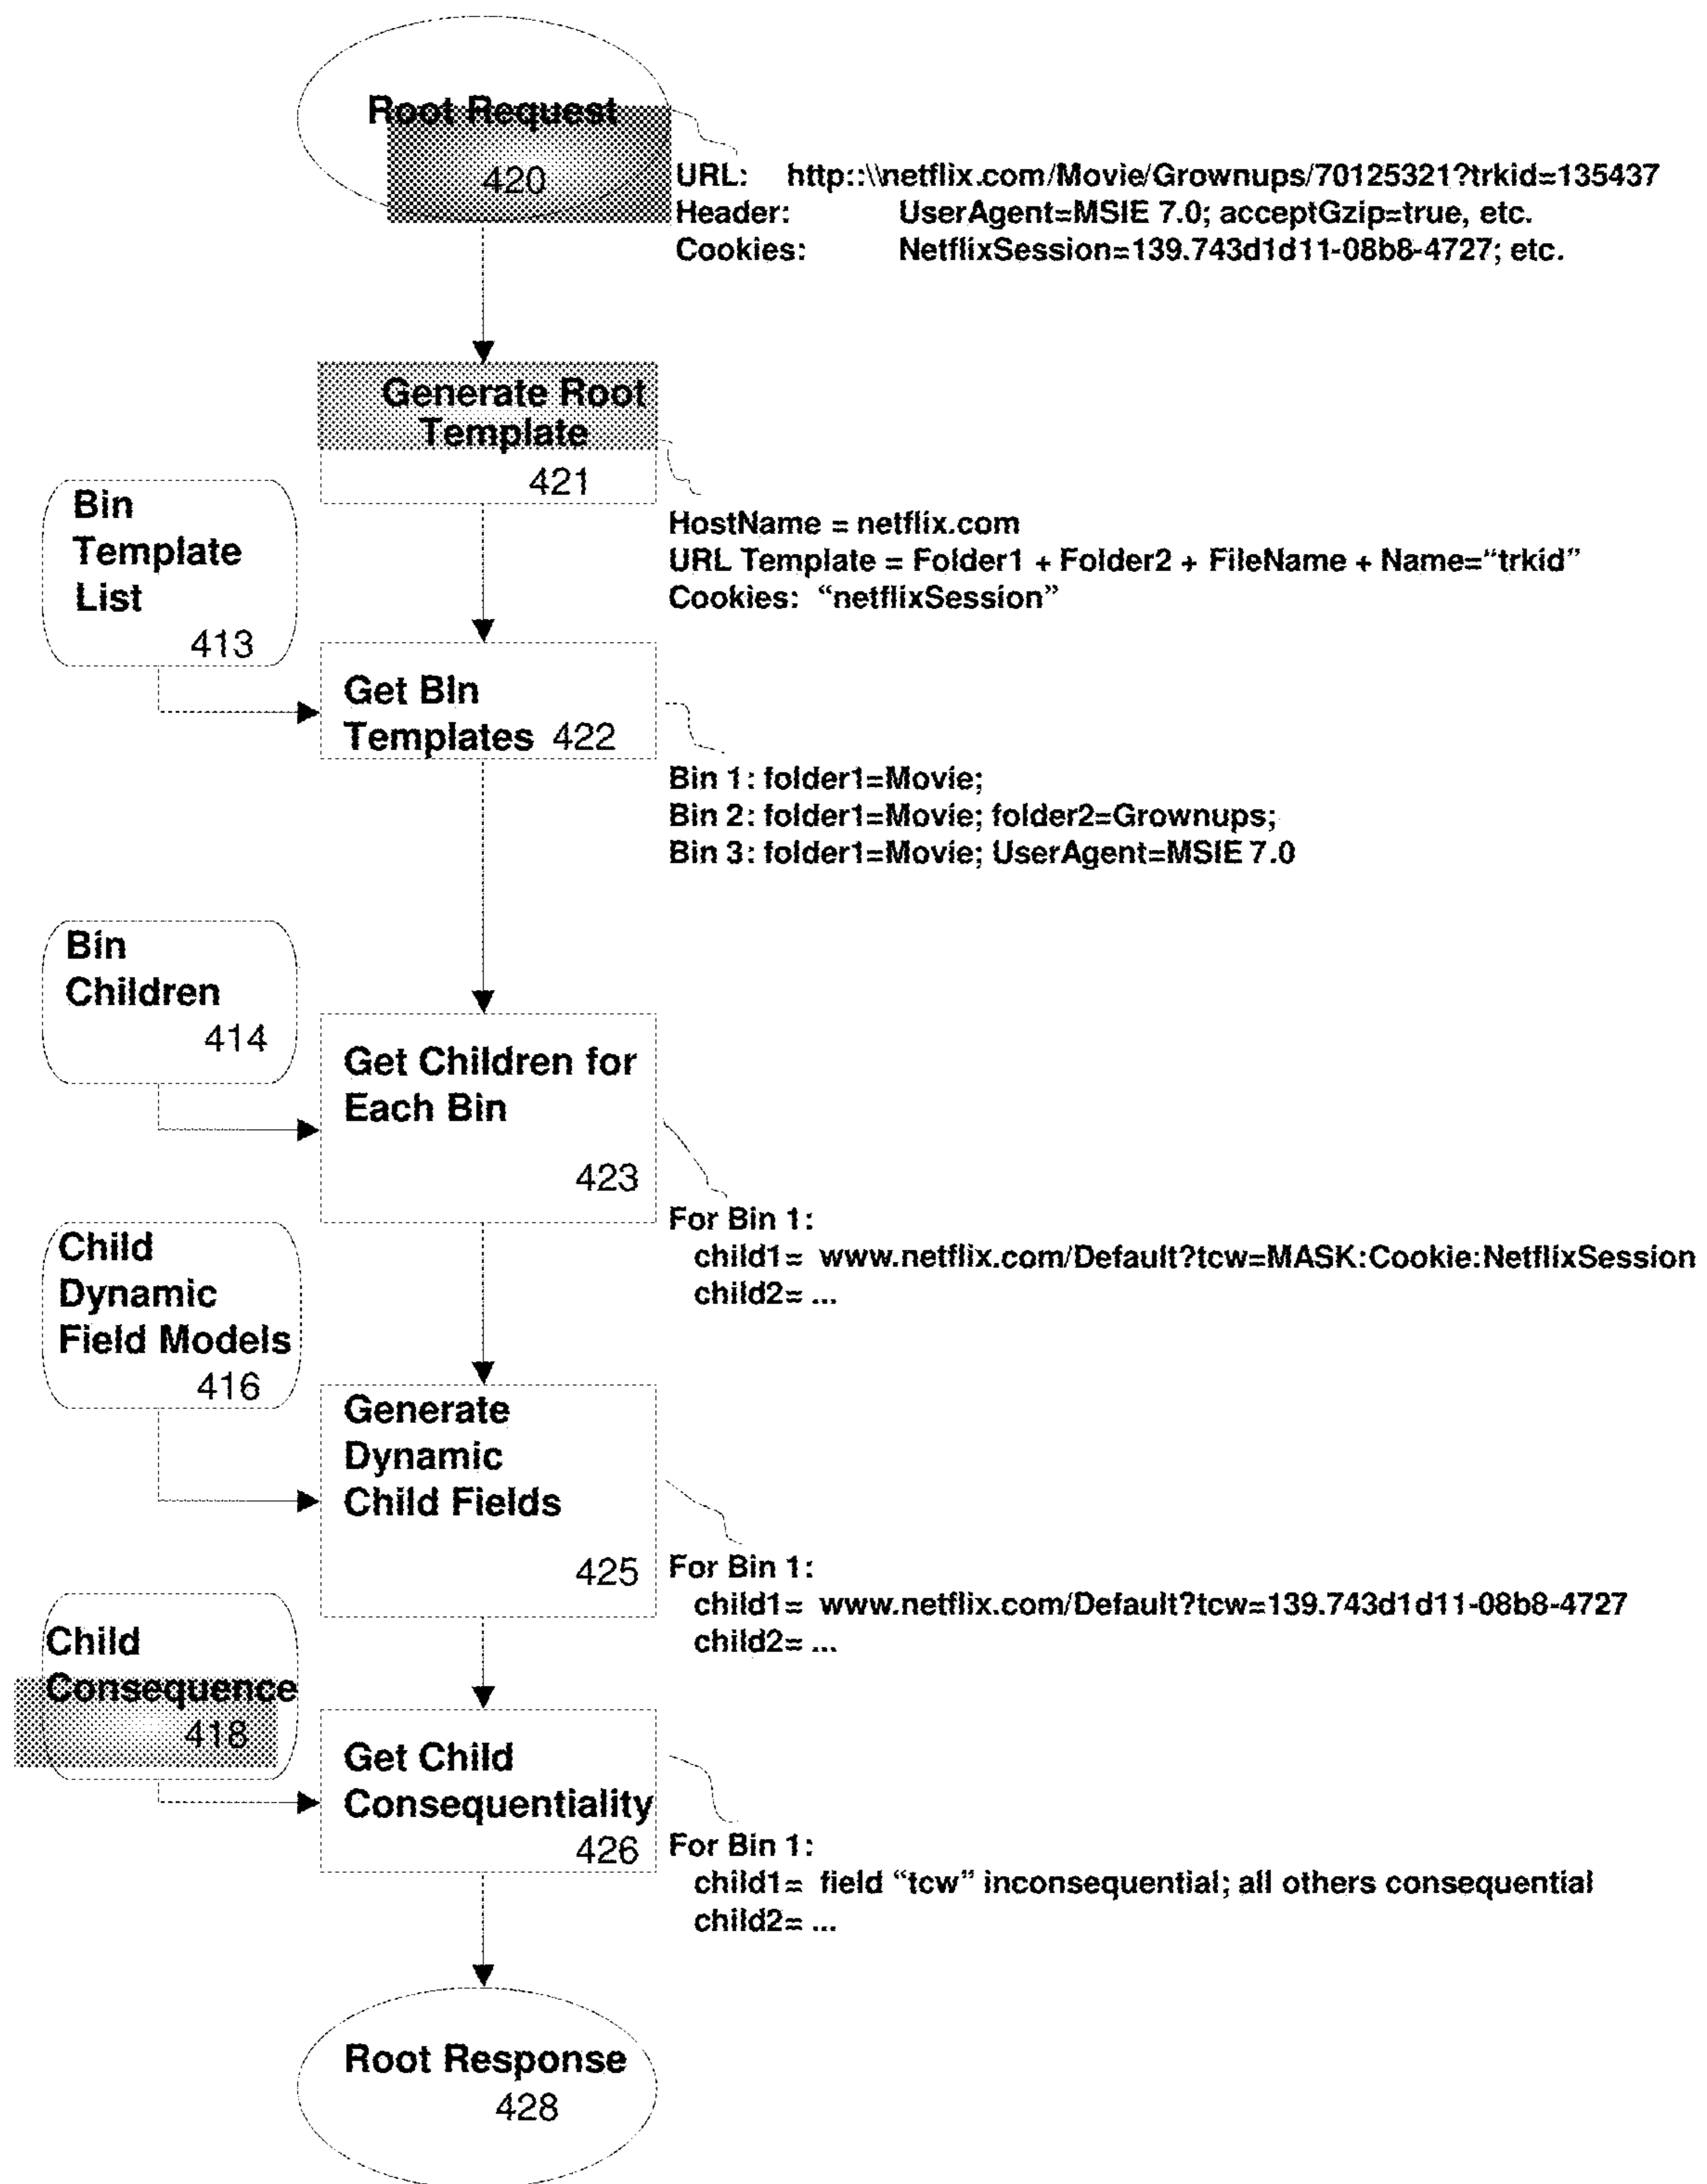 Root Request
420
URL: http::\\netflix.com/Movie/Grownups/70125321?trkid=135437
Header: UserAgent=MSIE 7.0; acceptGzip=true, etc.
Cookies: NetflixSession=139.743d1d11-08b8-4727; etc.
Generate Root
Template
421
HostName = netflix.com
URL Template = Folder1 + Folder2 + FileName + Name=“trkid”
Cookies: “netflixSession”
Bin
Template
List
413
Get BIn
Templates 422
Bin 1: folder1=Movie;
Bin 2: folder1=Movie; folder2=Grownups;
Bin 3: folder1=Movie; UserAgent=MSIE 7.0
Bin
Children
414
Get Children for
Each Bin
423
For Bin 1:
child1= www.netflix.com/Default?tcw=MASK:Cookie:NetflixSession
child2= ...
Child
Dynamic
Field Models
416
Generate
Dynamic
Child Fields
425
For Bin 1:
child1= www.netflix.com/Default?tcw=139.743d1d11-08b8-4727
child2= ...
Child
Consequence
418
Get Child
Consequentiality
426
For Bin 1:
child1= field “tcw” inconsequential; all others consequential
child2= ...
Root Response
428